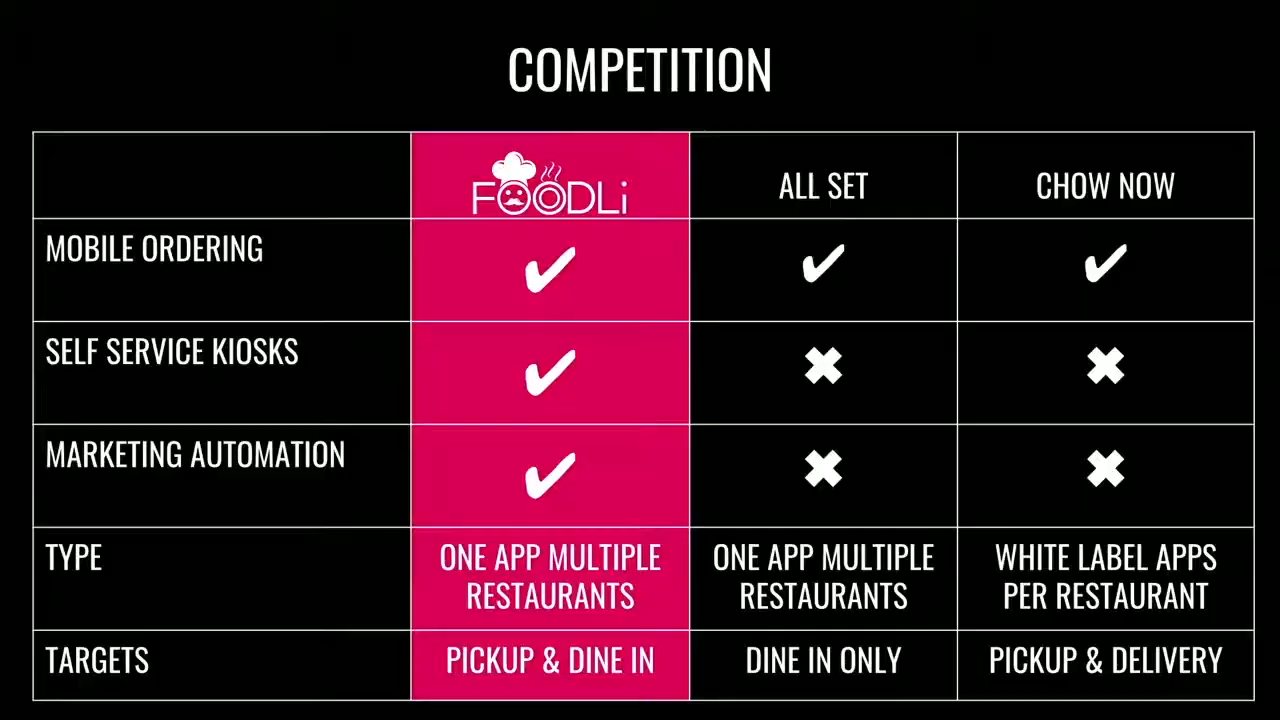 COMPETITION
FOODLi
ALL SET
CHOW NOW
MOBILE ORDERING
✔
✔
✔
SELF SERVICE KIOSKS
✔
✖
✖
MARKETING AUTOMATION
✔
✖
✖
TYPE
ONE APP MULTIPLE
RESTAURANTS
ONE APP MULTIPLE
RESTAURANTS
WHITE LABEL APPS
PER RESTAURANT
TARGETS
PICKUP & DINE IN
DINE IN ONLY
PICKUP & DELIVERY